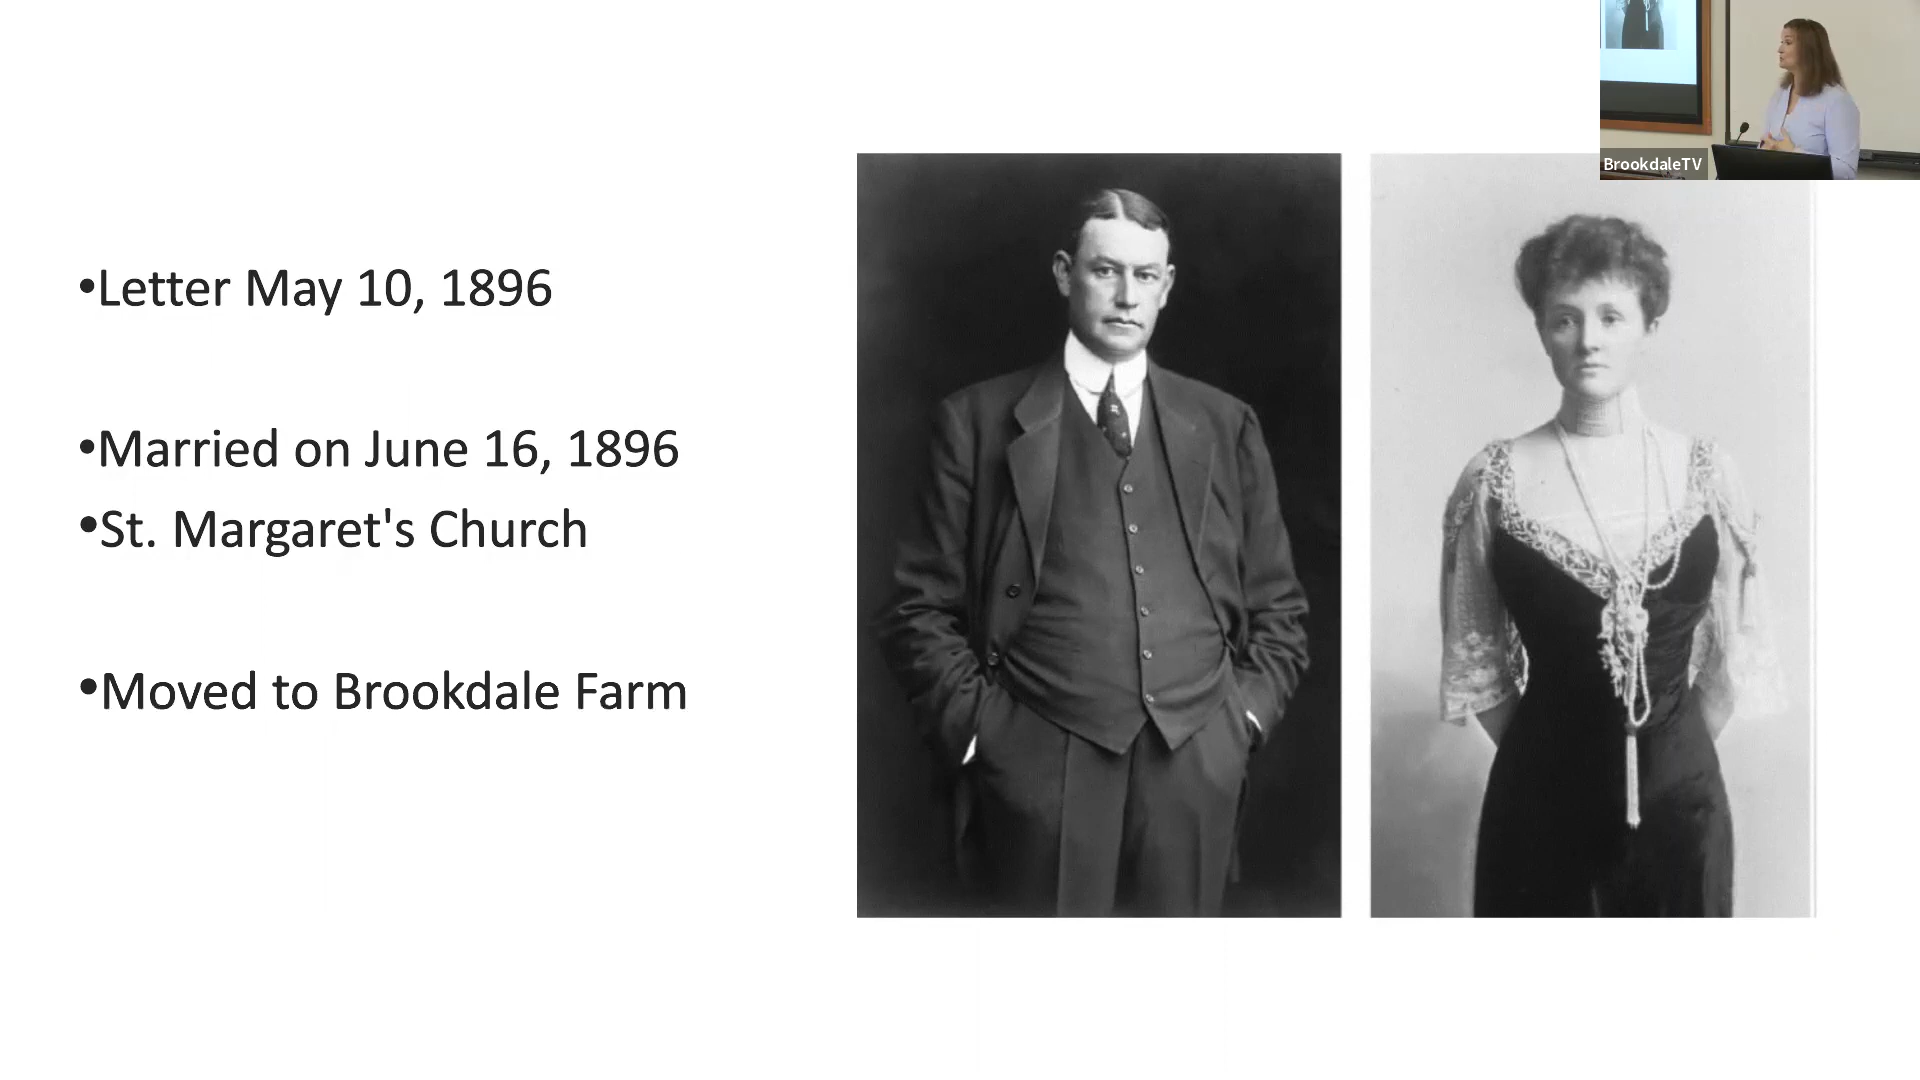 BrookdaleTV
•Letter May 10, 1896
•Married on June 16, 1896
•St. Margaret's Church
•Moved to Brookdale Farm